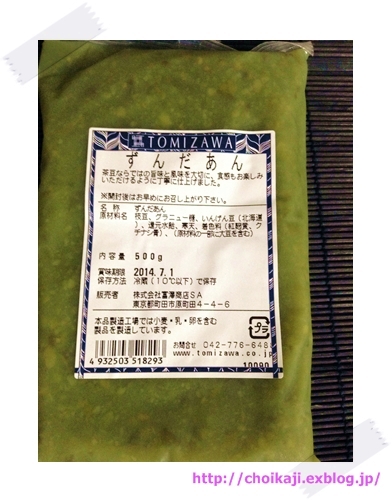 TOMIZAWA
ずんだあん
茶豆ならではの旨味と風味を大切に、食感もお楽しみ
いただけるように丁寧に仕上げました。
※開封後はお早めにお召し上がり下さい。
名　称　ずんだあん
原材料名　枝豆、グラニュー糖、いんげん豆（北海道
）、還元水飴、寒天、着色料（紅麹黄、ク
チナシ青）、（原材料の一部に大豆を含む）
内容量　500g
賞味期限　2014.7.1
保存方法　冷蔵（10℃以下）で保存
販売者　株式会社富澤商店SA
東京都町田市原町田4-4-6
本品製造工場では小麦・乳・卵を含む
製品を製造しています。
プラ
お問合せ 042-776-648
www.tomizawa.co.jp
4932503518293
10090
http://choikaji.exblog.jp/